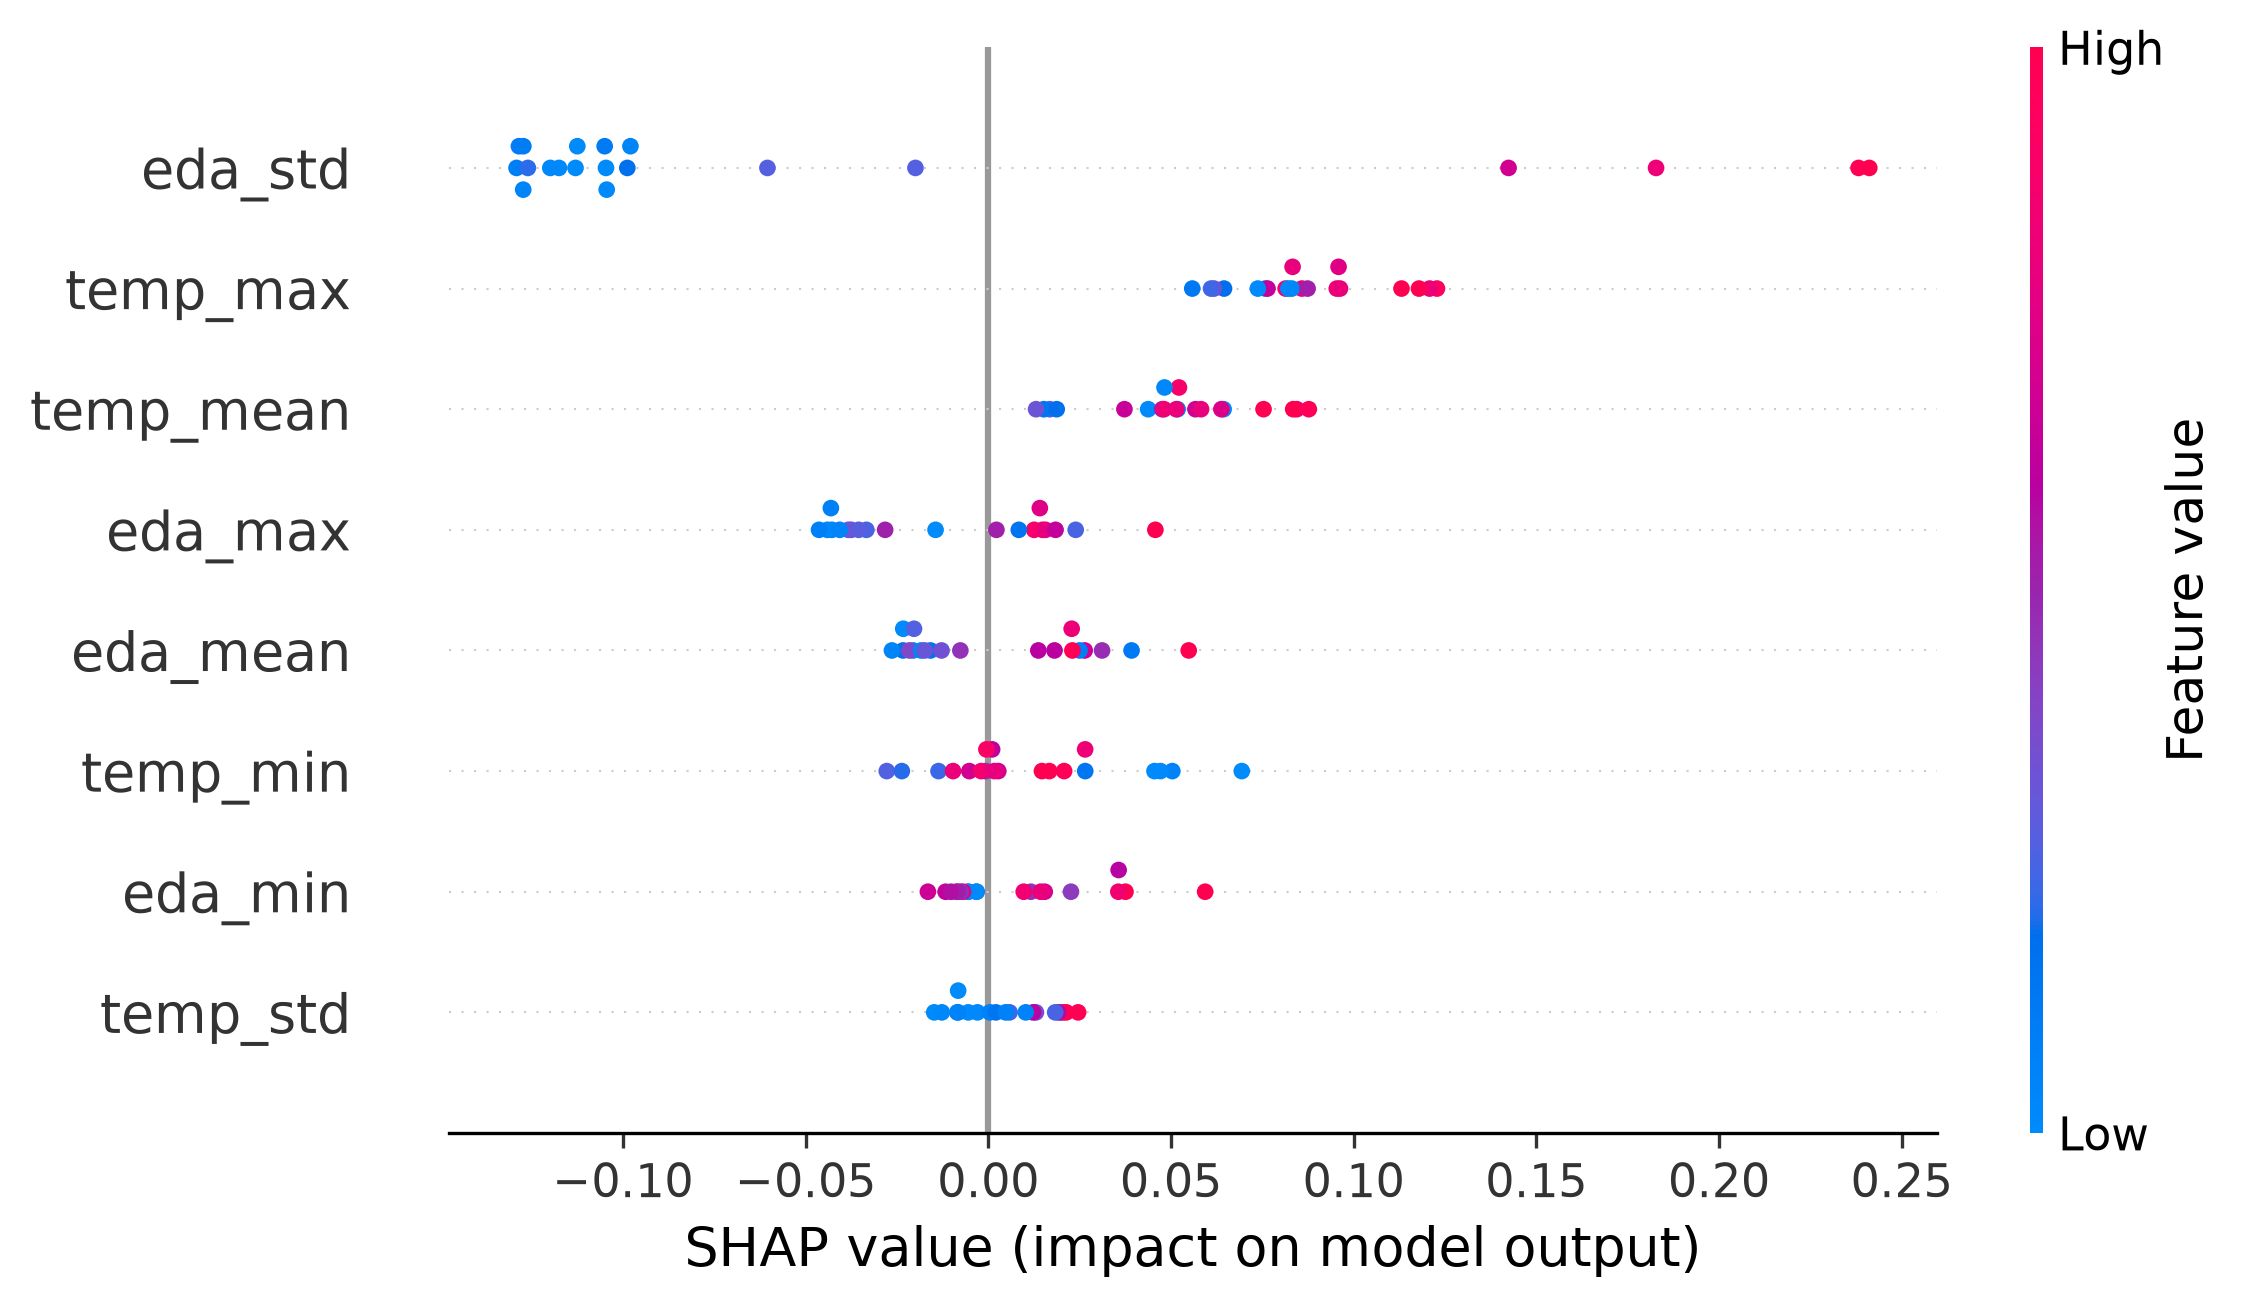 High
eda_std
temp_max
temp_mean
eda_max
eda_mean
temp_min
eda_min
temp_std
Feature value
Low
−0.10 −0.05 0.00 0.05 0.10 0.15 0.20 0.25
SHAP value (impact on model output)